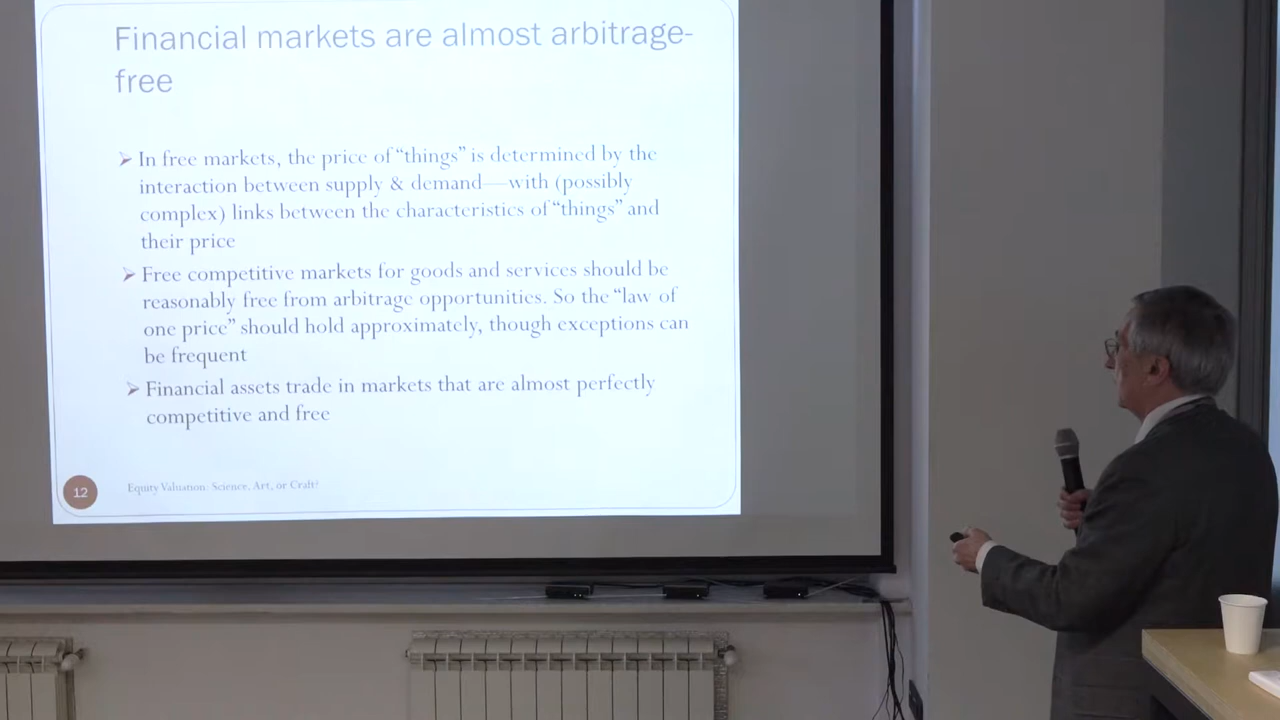 Financial markets are almost arbitrage-
free
In free markets, the price of “things” is determined by the
interaction between supply & demand—with (possibly
complex) links between the characteristics of “things” and
their price
Free competitive markets for goods and services should be
reasonably free from arbitrage opportunities. So the “law of
one price” should hold approximately, though exceptions can
be frequent
Financial assets trade in markets that are almost perfectly
competitive and free
12
Equity Valuation: Science, Art, or Craft?